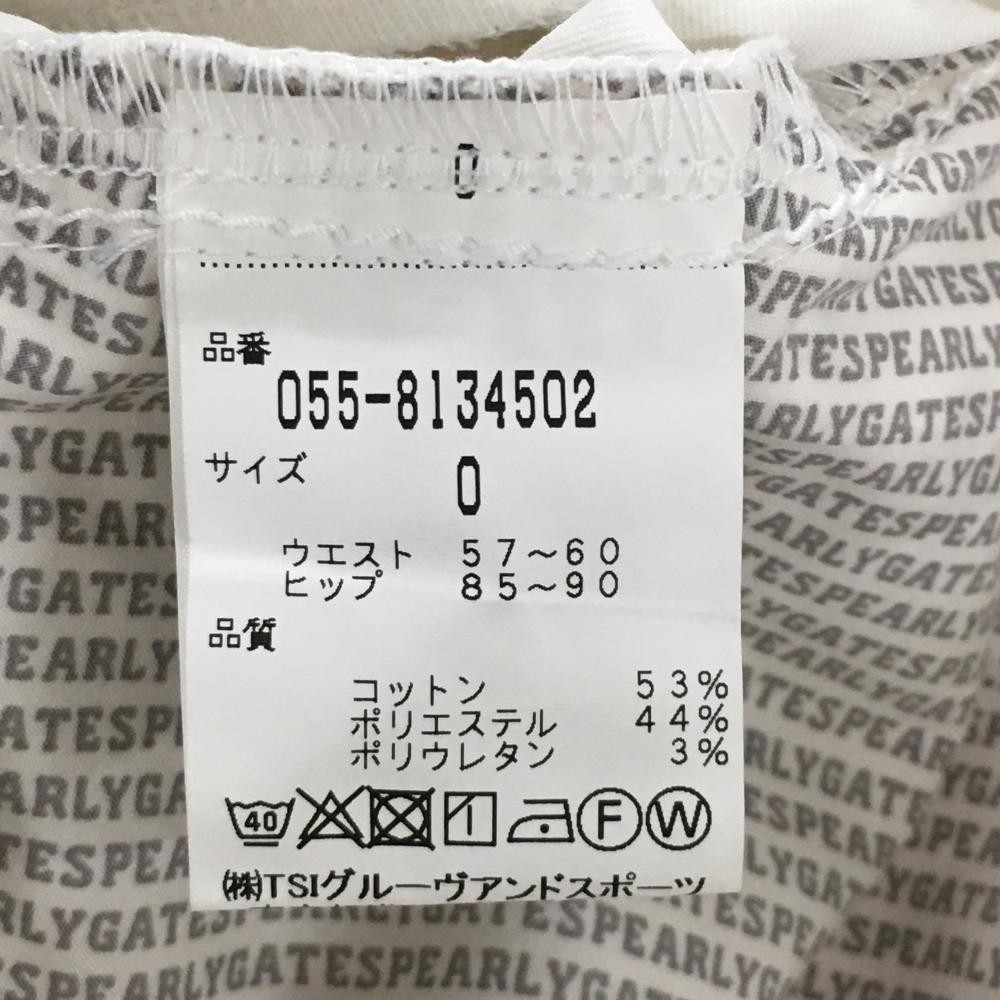 0
品番
055-8134502
サイズ
0
ウエスト 57～60
ヒップ 85～90
品質
コットン 53%
ポリエステル 44%
ポリウレタン 3%
40 F W
㈱TSIグルーヴアンドスポーツ
PEARLYGATES